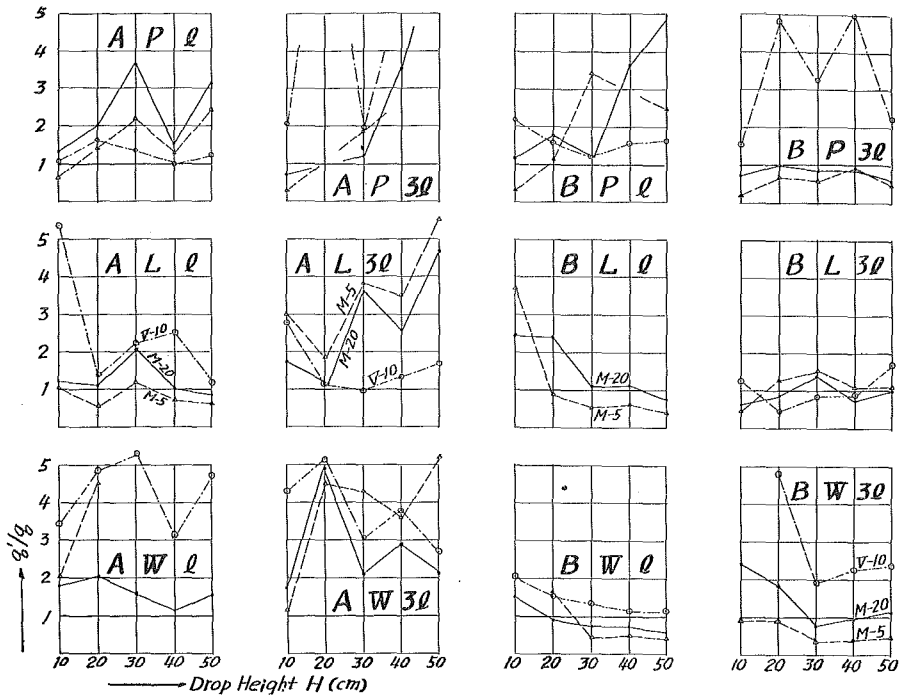 5
4
3
2
1
A P ℓ
A P 3ℓ
B P ℓ
B P 3ℓ
5
4
3
2
1
A L ℓ
V-10
M-20
M-5
A L 3ℓ
M-5
M-20
V-10
B L ℓ
M-20
M-5
B L 3ℓ
5
4
3
2
1
A W ℓ
A W 3ℓ
B W ℓ
B W 3ℓ
V-10
M-20
M-5
q'/q
10 20 30 40 50
10 20 30 40 50
10 20 30 40 50
10 20 30 40 50
Drop Height H (cm)